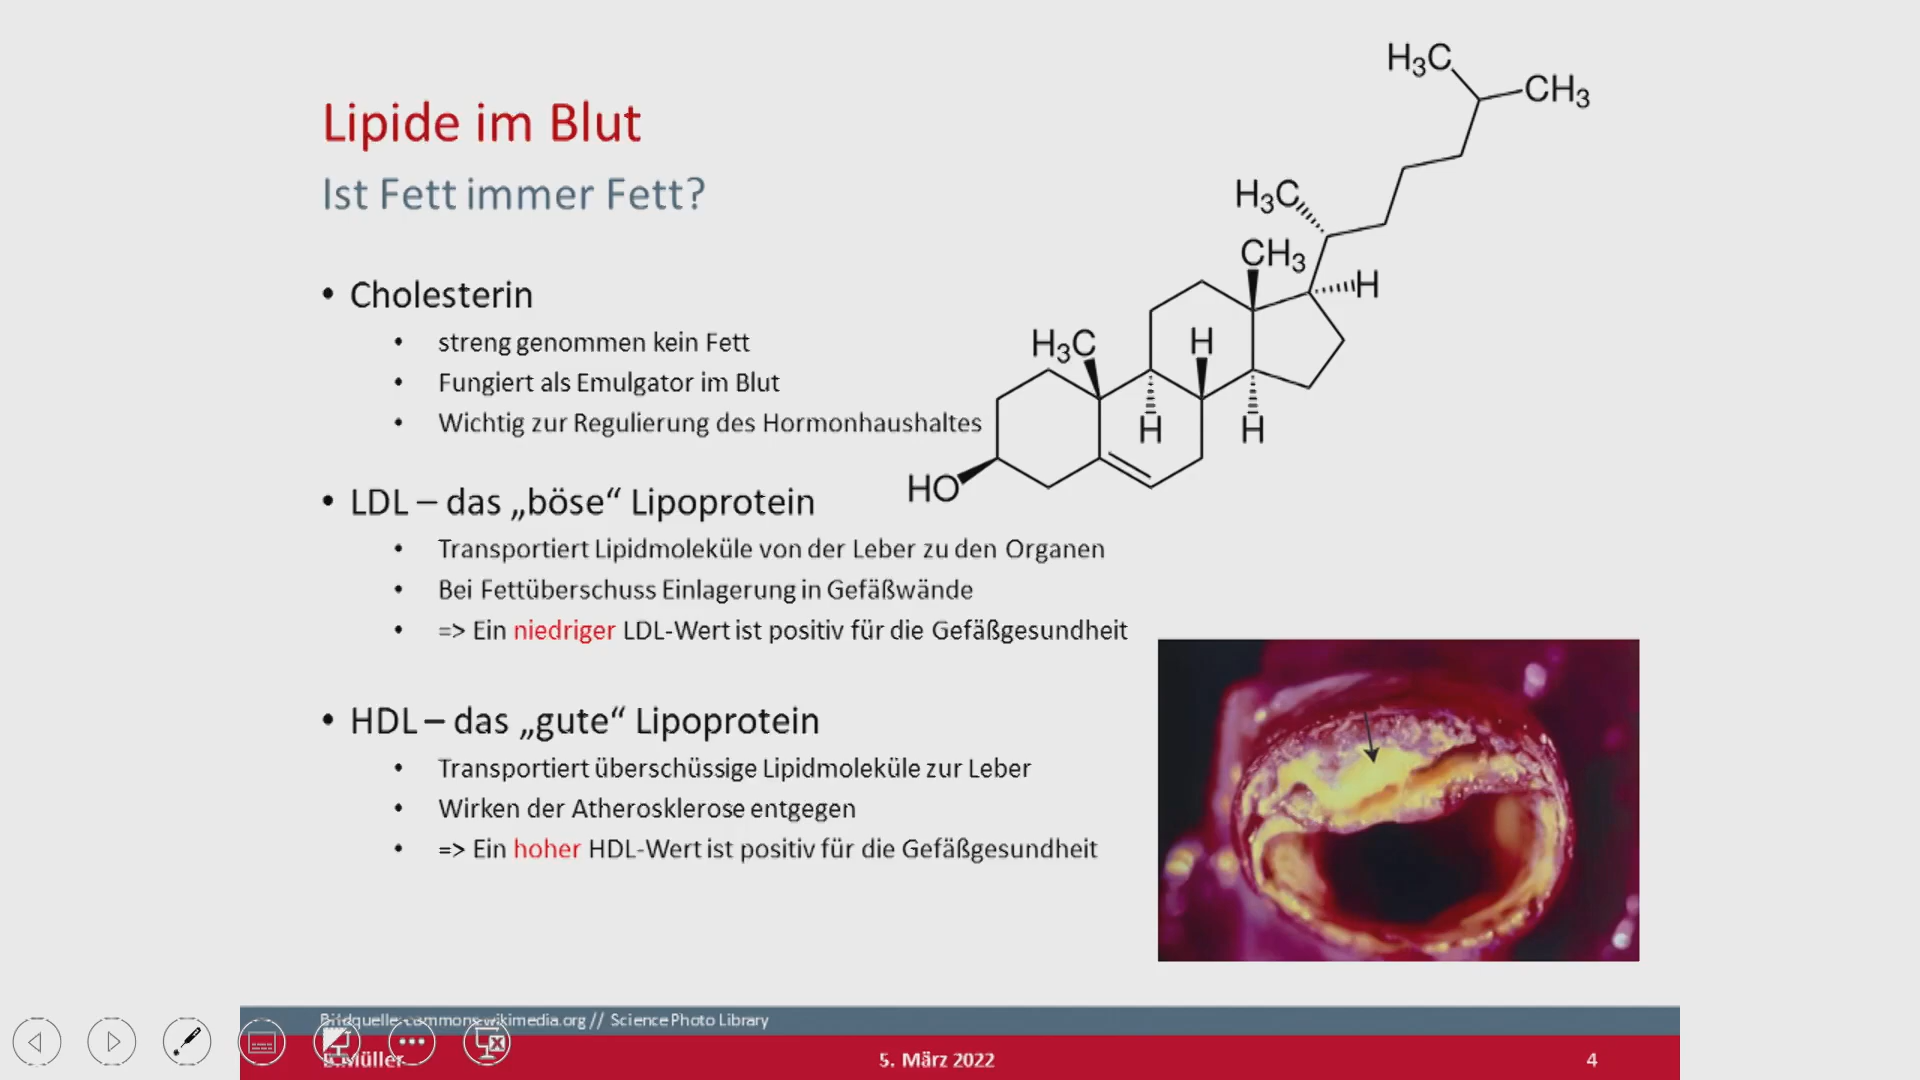 Lipide im Blut
Ist Fett immer Fett?
• Cholesterin
• streng genommen kein Fett
• Fungiert als Emulgator im Blut
• Wichtig zur Regulierung des Hormonhaushaltes
• LDL – das „böse“ Lipoprotein
• Transportiert Lipidmoleküle von der Leber zu den Organen
• Bei Fettüberschuss Einlagerung in Gefäßwände
• => Ein niedriger LDL-Wert ist positiv für die Gefäßgesundheit
• HDL – das „gute“ Lipoprotein
• Transportiert überschüssige Lipidmoleküle zur Leber
• Wirken der Atherosklerose entgegen
• => Ein hoher HDL-Wert ist positiv für die Gefäßgesundheit
H₃C
CH₃
H₃C
CH₃
H
H₃C
H
H
H
HO
Bildquelle: commons.wikimedia.org // Science Photo Library
Müller
5. März 2022
4